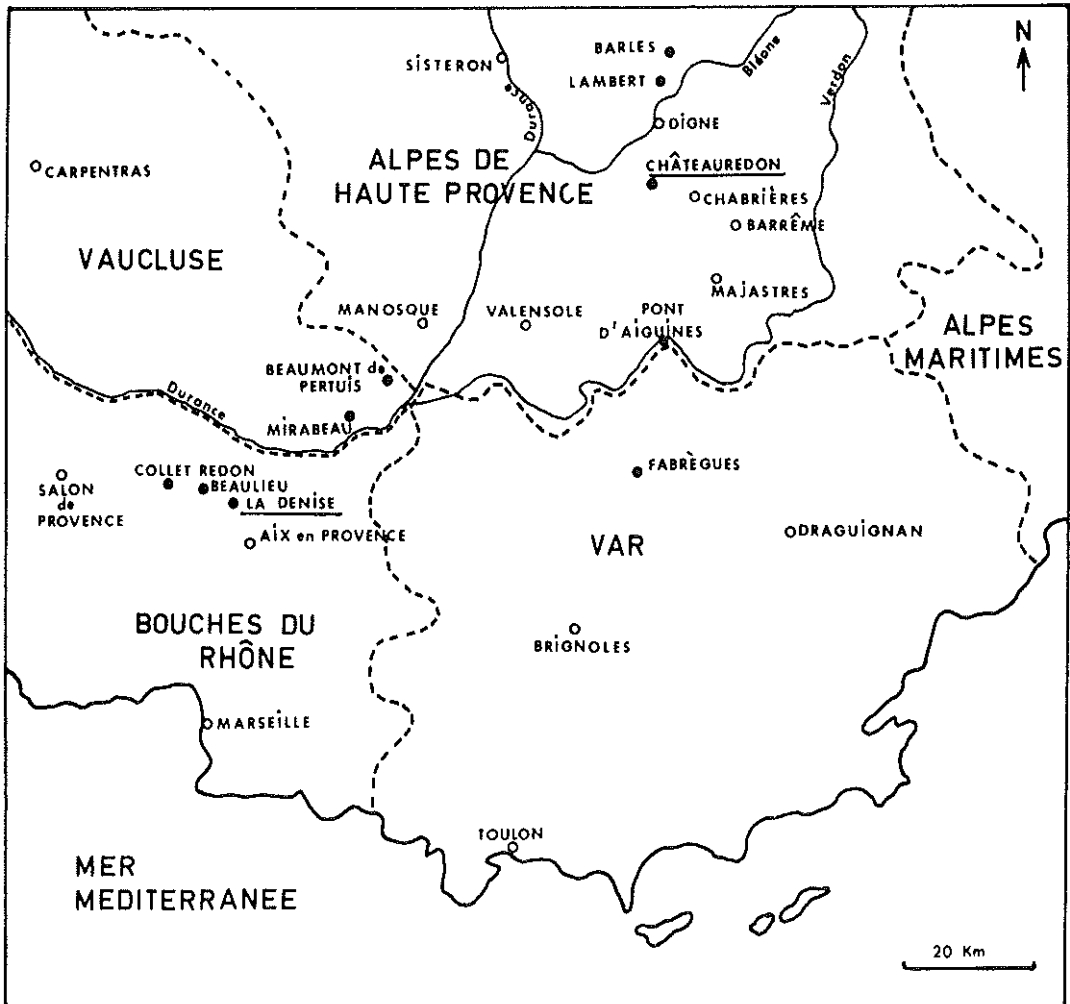 N
BARLES
SISTERON
Bléone
LAMBERT
Verdon
DIGNE
ALPES DE
HAUTE PROVENCE
CHÂTEAUREDON
CARPENTRAS
CHABRIÈRES
BARRÊME
VAUCLUSE
MAJASTRES
MANOSQUE
VALENSOLE
PONT
D'AIGUINES
ALPES
MARITIMES
BEAUMONT de
PERTUIS
Durance
MIRABEAU
COLLET REDON
FABRÈGUES
SALON
de
PROVENCE
BEAULIEU
LA DENISE
AIX en PROVENCE
VAR
DRAGUIGNAN
BOUCHES DU
RHÔNE
BRIGNOLES
MARSEILLE
TOULON
MER
MEDITERRANEE
20 Km